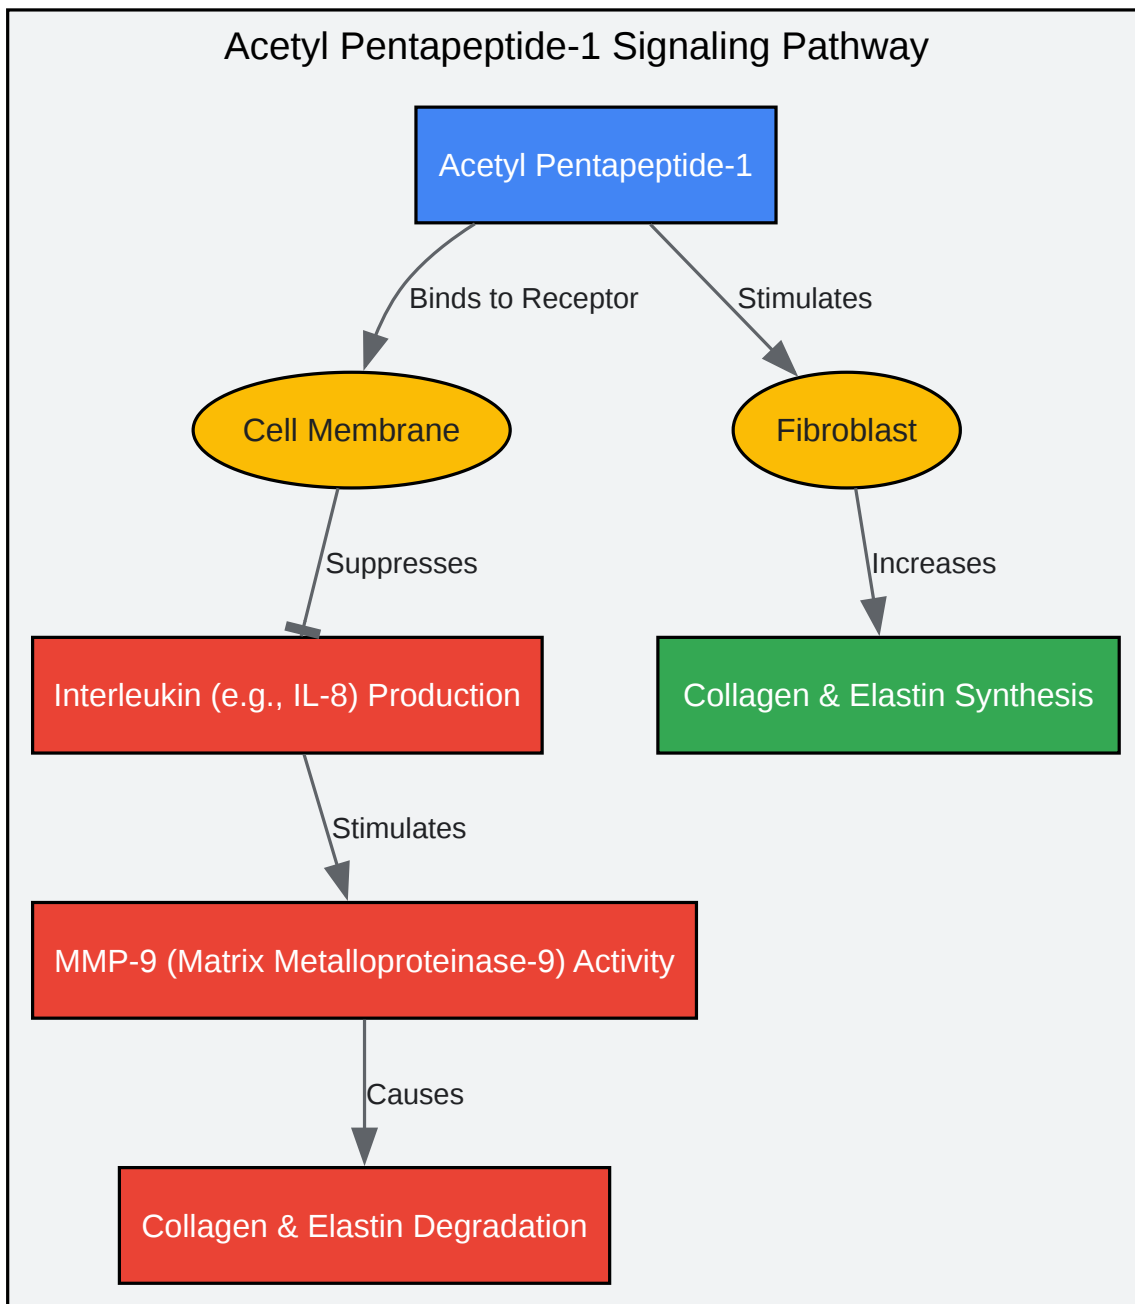 Acetyl Pentapeptide-1 Signaling Pathway
Acetyl Pentapeptide-1
Binds to Receptor
Stimulates
Cell Membrane
Fibroblast
Suppresses
Increases
Interleukin (e.g., IL-8) Production
Collagen & Elastin Synthesis
Stimulates
MMP-9 (Matrix Metalloproteinase-9) Activity
Causes
Collagen & Elastin Degradation